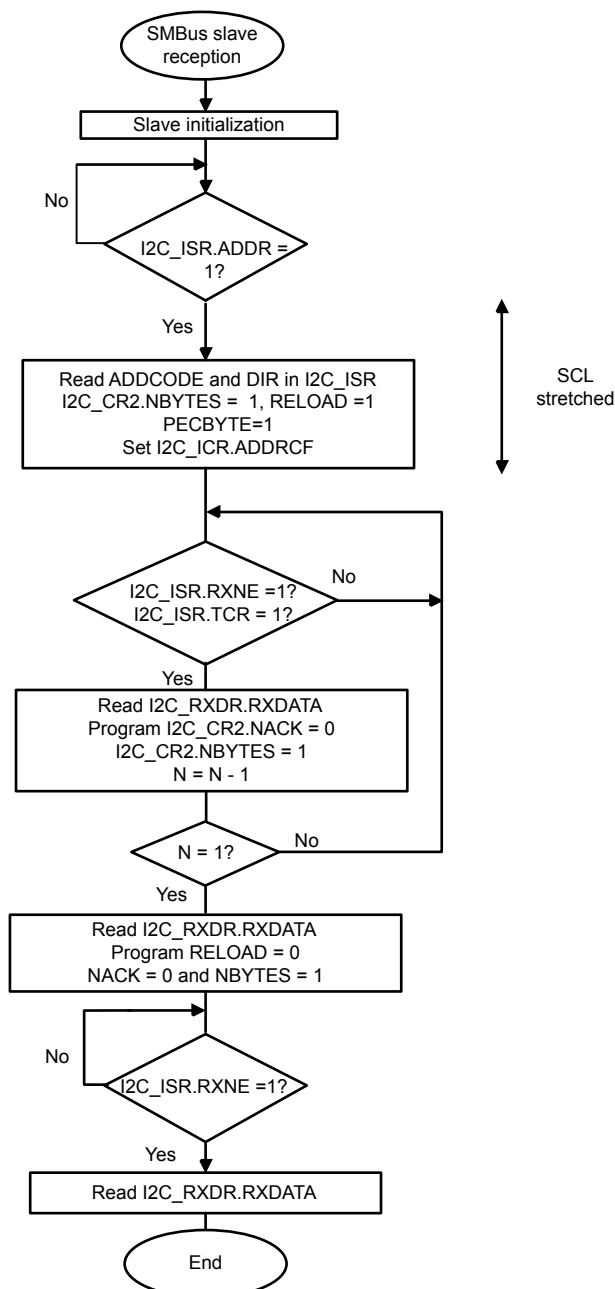 SMBus slave
reception
Slave initialization
No
I2C_ISR.ADDR =
1?
Yes
SCL
stretched
Read ADDCODE and DIR in I2C_ISR
I2C_CR2.NBYTES = 1, RELOAD =1
PECBYTE=1
Set I2C_ICR.ADDRCF
I2C_ISR.RXNE =1?
I2C_ISR.TCR = 1?
No
Yes
Read I2C_RXDR.RXDATA
Program I2C_CR2.NACK = 0
I2C_CR2.NBYTES = 1
N = N - 1
N = 1?
No
Yes
Read I2C_RXDR.RXDATA
Program RELOAD = 0
NACK = 0 and NBYTES = 1
No
I2C_ISR.RXNE =1?
Yes
Read I2C_RXDR.RXDATA
End